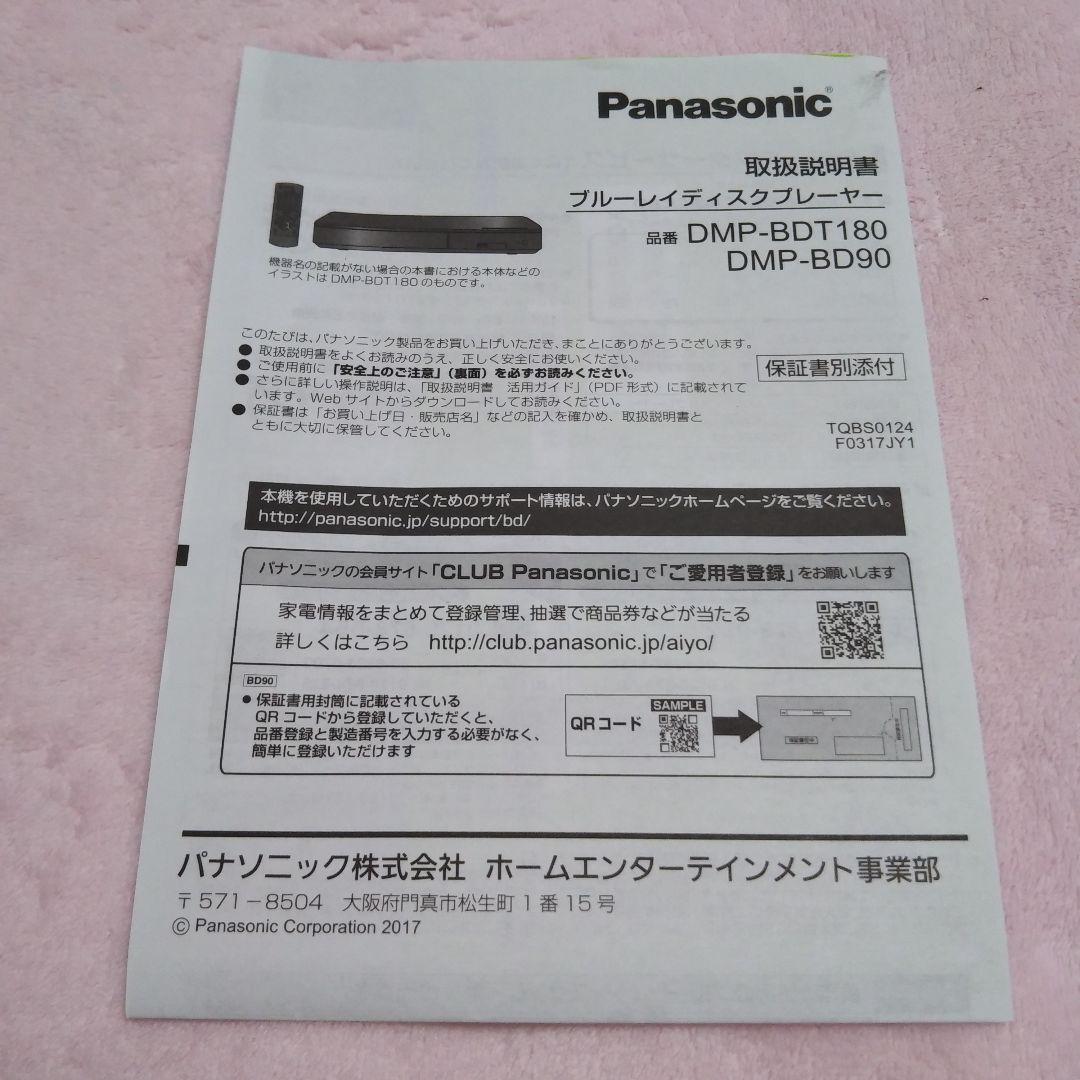 Panasonic®
取扱説明書
ブルーレイディスクプレーヤー
品番 DMP-BDT180
DMP-BD90
機器名の記載がない場合の本書における本体などの
イラストは DMP-BDT180 のものです。
このたびは、パナソニック製品をお買い上げいただき、まことにありがとうございます。
● 取扱説明書をよくお読みのうえ、正しく安全にお使いください。
● ご使用前に「安全上のご注意」（裏面）を必ずお読みください。
● さらに詳しい操作説明は、「取扱説明書 活用ガイド」（PDF 形式）に記載されて
います。Web サイトからダウンロードしてお読みください。
● 保証書は「お買い上げ日・販売店名」などの記入を確かめ、取扱説明書と
ともに大切に保管してください。
保証書別添付
TQBS0124
F0317JY1
本機を使用していただくためのサポート情報は、パナソニックホームページをご覧ください。
http://panasonic.jp/support/bd/
パナソニックの会員サイト「CLUB Panasonic」で「ご愛用者登録」をお願いします
家電情報をまとめて登録管理、抽選で商品券などが当たる
詳しくはこちら http://club.panasonic.jp/aiyo/
BD90
● 保証書用封筒に記載されている
QR コードから登録していただくと、
品番登録と製造番号を入力する必要がなく、
簡単に登録いただけます
QRコード
SAMPLE
パナソニック株式会社 ホームエンターテインメント事業部
〒571－8504 大阪府門真市松生町 1 番 15 号
© Panasonic Corporation 2017